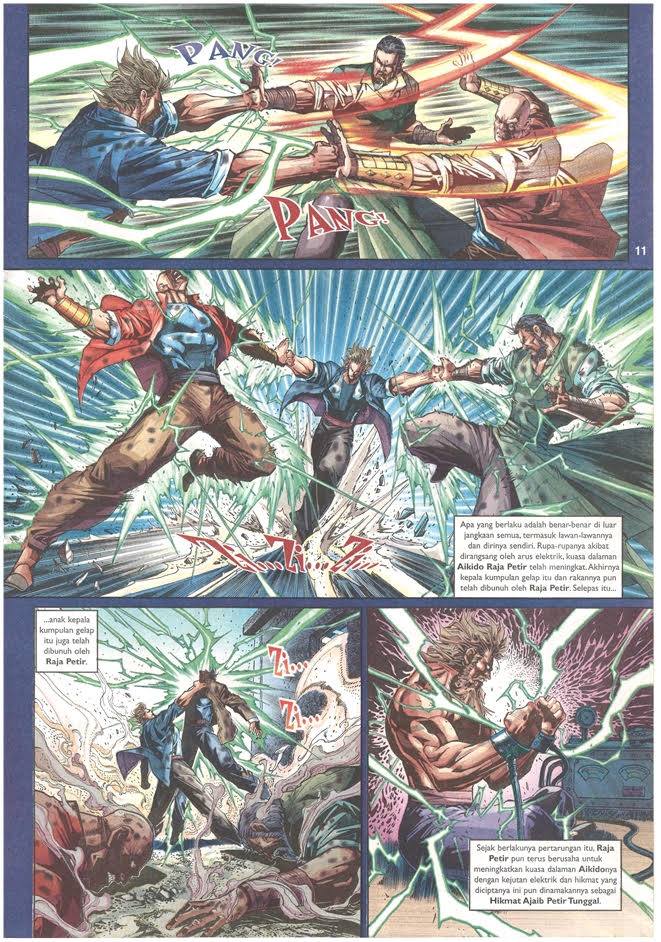 PANG!
PANG!
11
Zi...Zi...Zi...
Apa yang berlaku adalah benar-benar di luar
jangkaan semua, termasuk lawan-lawannya
dan dirinya sendiri. Rupa-rupanya akibat
dirangsang oleh arus elektrik, kuasa dalaman
Aikido Raja Petir telah meningkat. Akhirnya
kepala kumpulan gelap itu dan rakannya pun
telah dibunuh oleh Raja Petir. Selepas itu...
...anak kepala
kumpulan gelap
itu juga telah
dibunuh oleh
Raja Petir.
Zi...
Zi...
Sejak berlakunya pertarungan itu, Raja
Petir pun terus berusaha untuk
meningkatkan kuasa dalaman Aikidonya
dengan kejutan elektrik dan hikmat yang
diciptanya ini pun dinamakannya sebagai
Hikmat Ajaib Petir Tunggal.